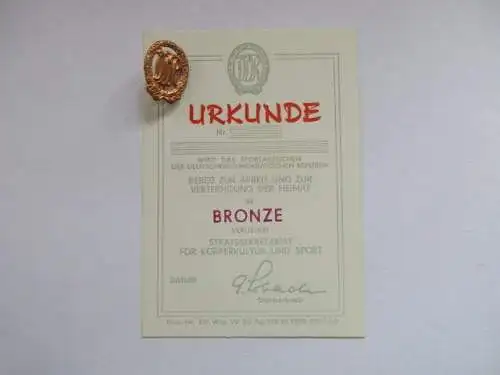 DDR
URKUNDE
Nr.
WIRD DAS SPORTABZEICHEN
DER DEUTSCHEN DEMOKRATISCHEN REPUBLIK
BEREIT ZUR ARBEIT UND ZUR
VERTEIDIGUNG DER HEIMAT
IN
BRONZE
VERLIEHEN
STAATSSEKRETARIAT
FÜR KÖRPERKULTUR UND SPORT
DATUM
Staatssekretär